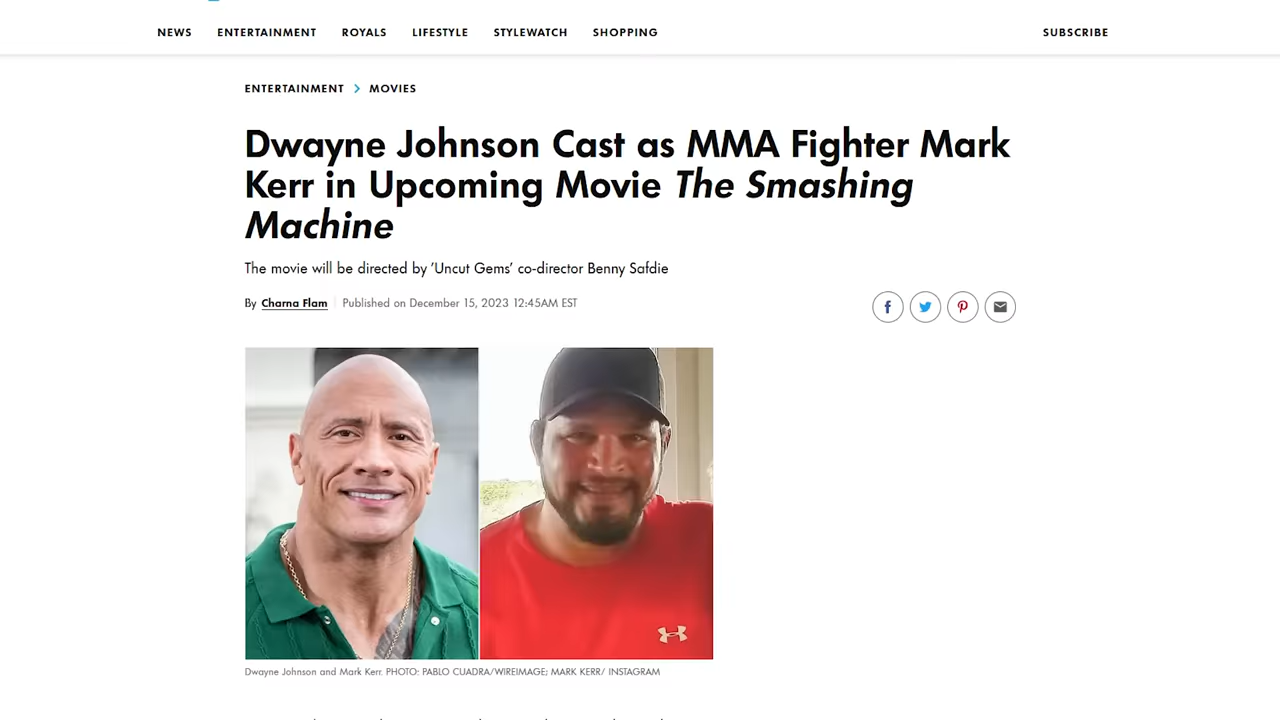 NEWS ENTERTAINMENT ROYALS LIFESTYLE STYLEWATCH SHOPPING SUBSCRIBE
ENTERTAINMENT > MOVIES
Dwayne Johnson Cast as MMA Fighter Mark
Kerr in Upcoming Movie The Smashing
Machine
The movie will be directed by 'Uncut Gems' co-director Benny Safdie
By Charna Flam Published on December 15, 2023 12:45AM EST
Dwayne Johnson and Mark Kerr. PHOTO: PABLO CUADRA/WIREIMAGE; MARK KERR/ INSTAGRAM